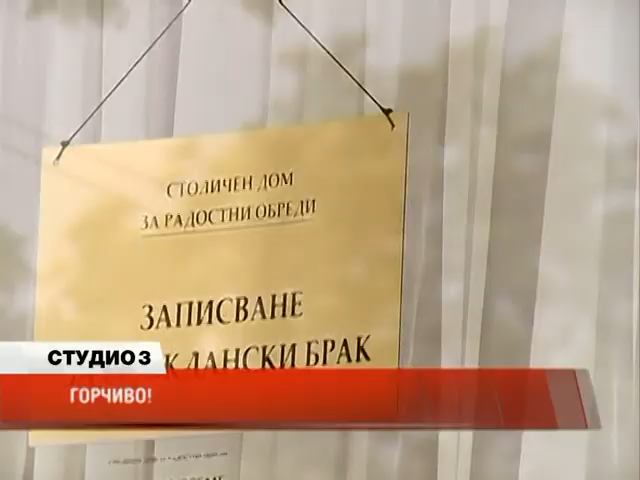 СТОЛИЧЕН ДОМ
ЗА РАДОСТНИ ОБРЕДИ
ЗАПИСВАНЕ
БРАК
СТУДИО 3
ГОРЧИВО!